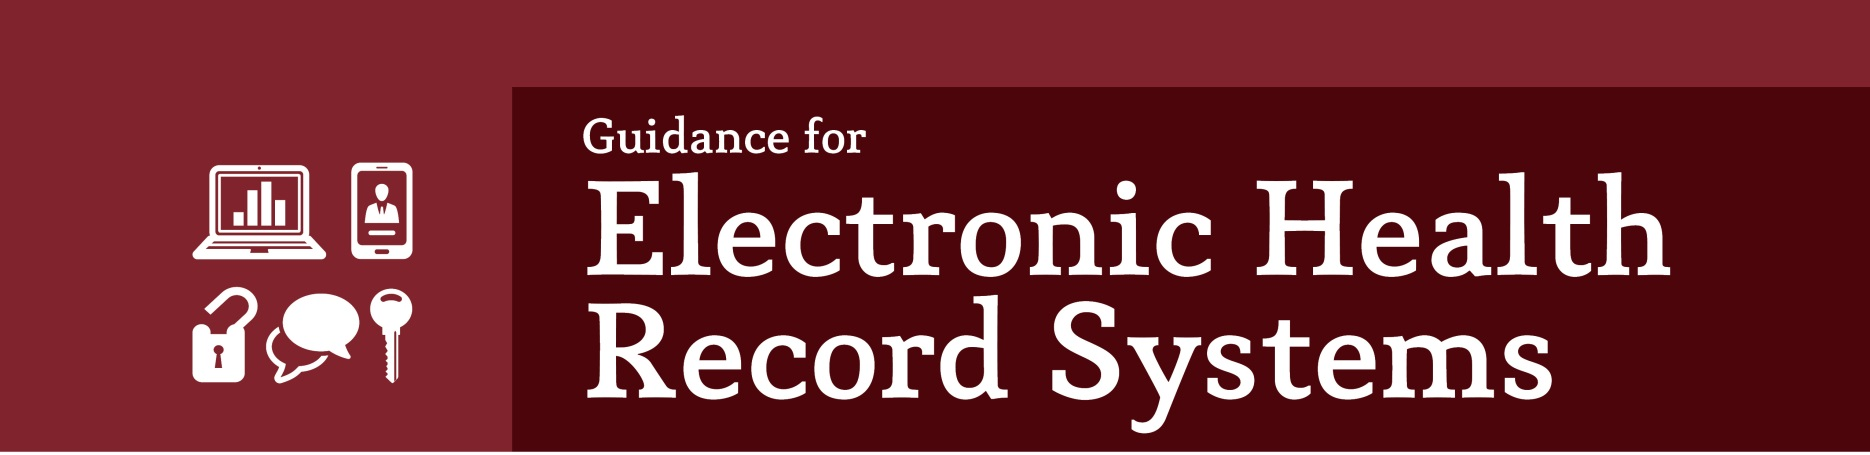 Guidance for
Electronic Health
Record Systems